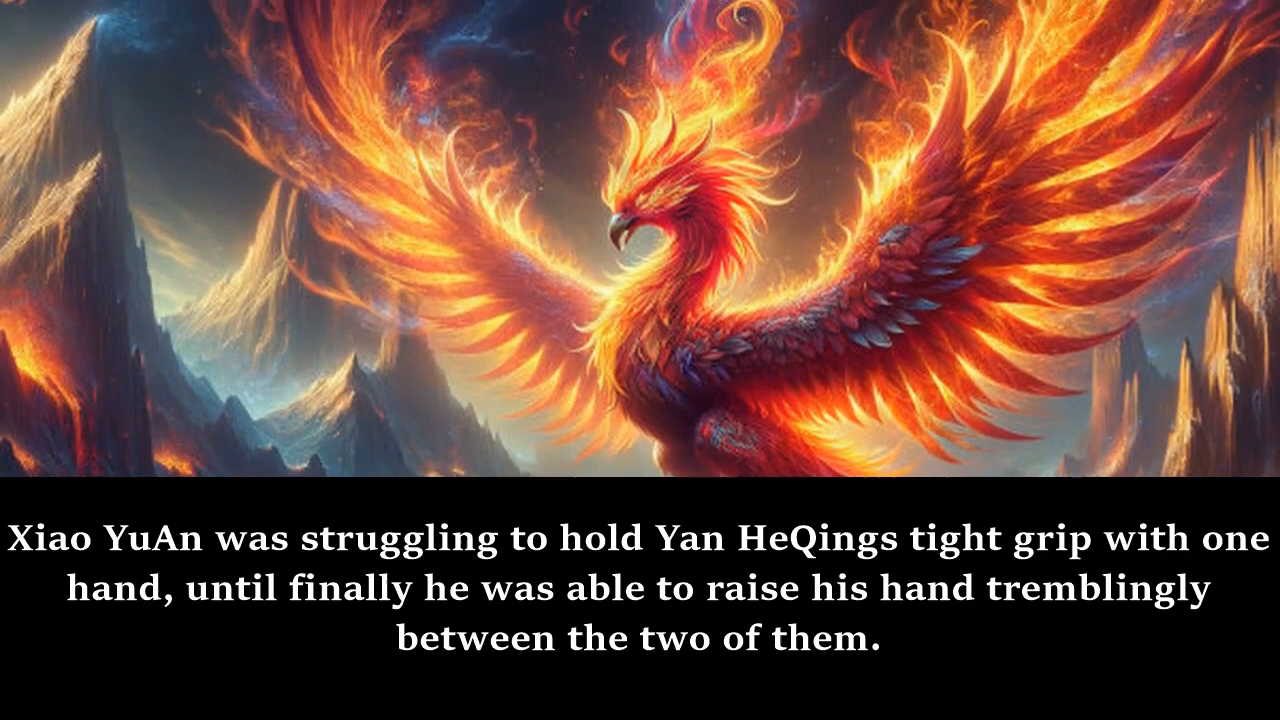 Xiao YuAn was struggling to hold Yan HeQings tight grip with one
hand, until finally he was able to raise his hand tremblingly
between the two of them.